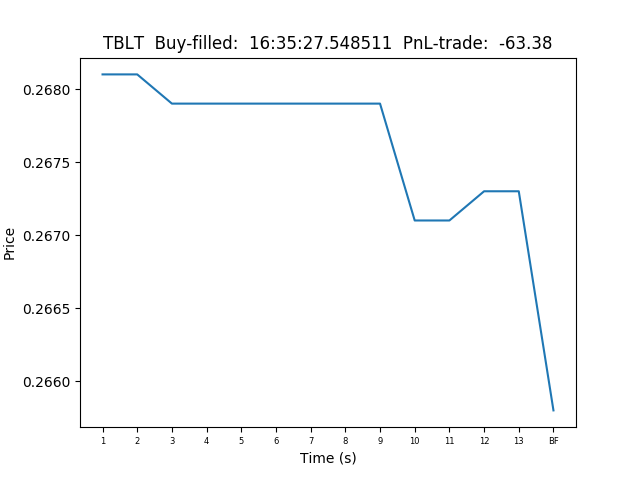 TBLT  Buy-filled:  16:35:27.548511  PnL-trade:  -63.38
0.2680
0.2675
0.2670
0.2665
0.2660
Price
1 2 3 4 5 6 7 8 9 10 11 12 13 BF
Time (s)